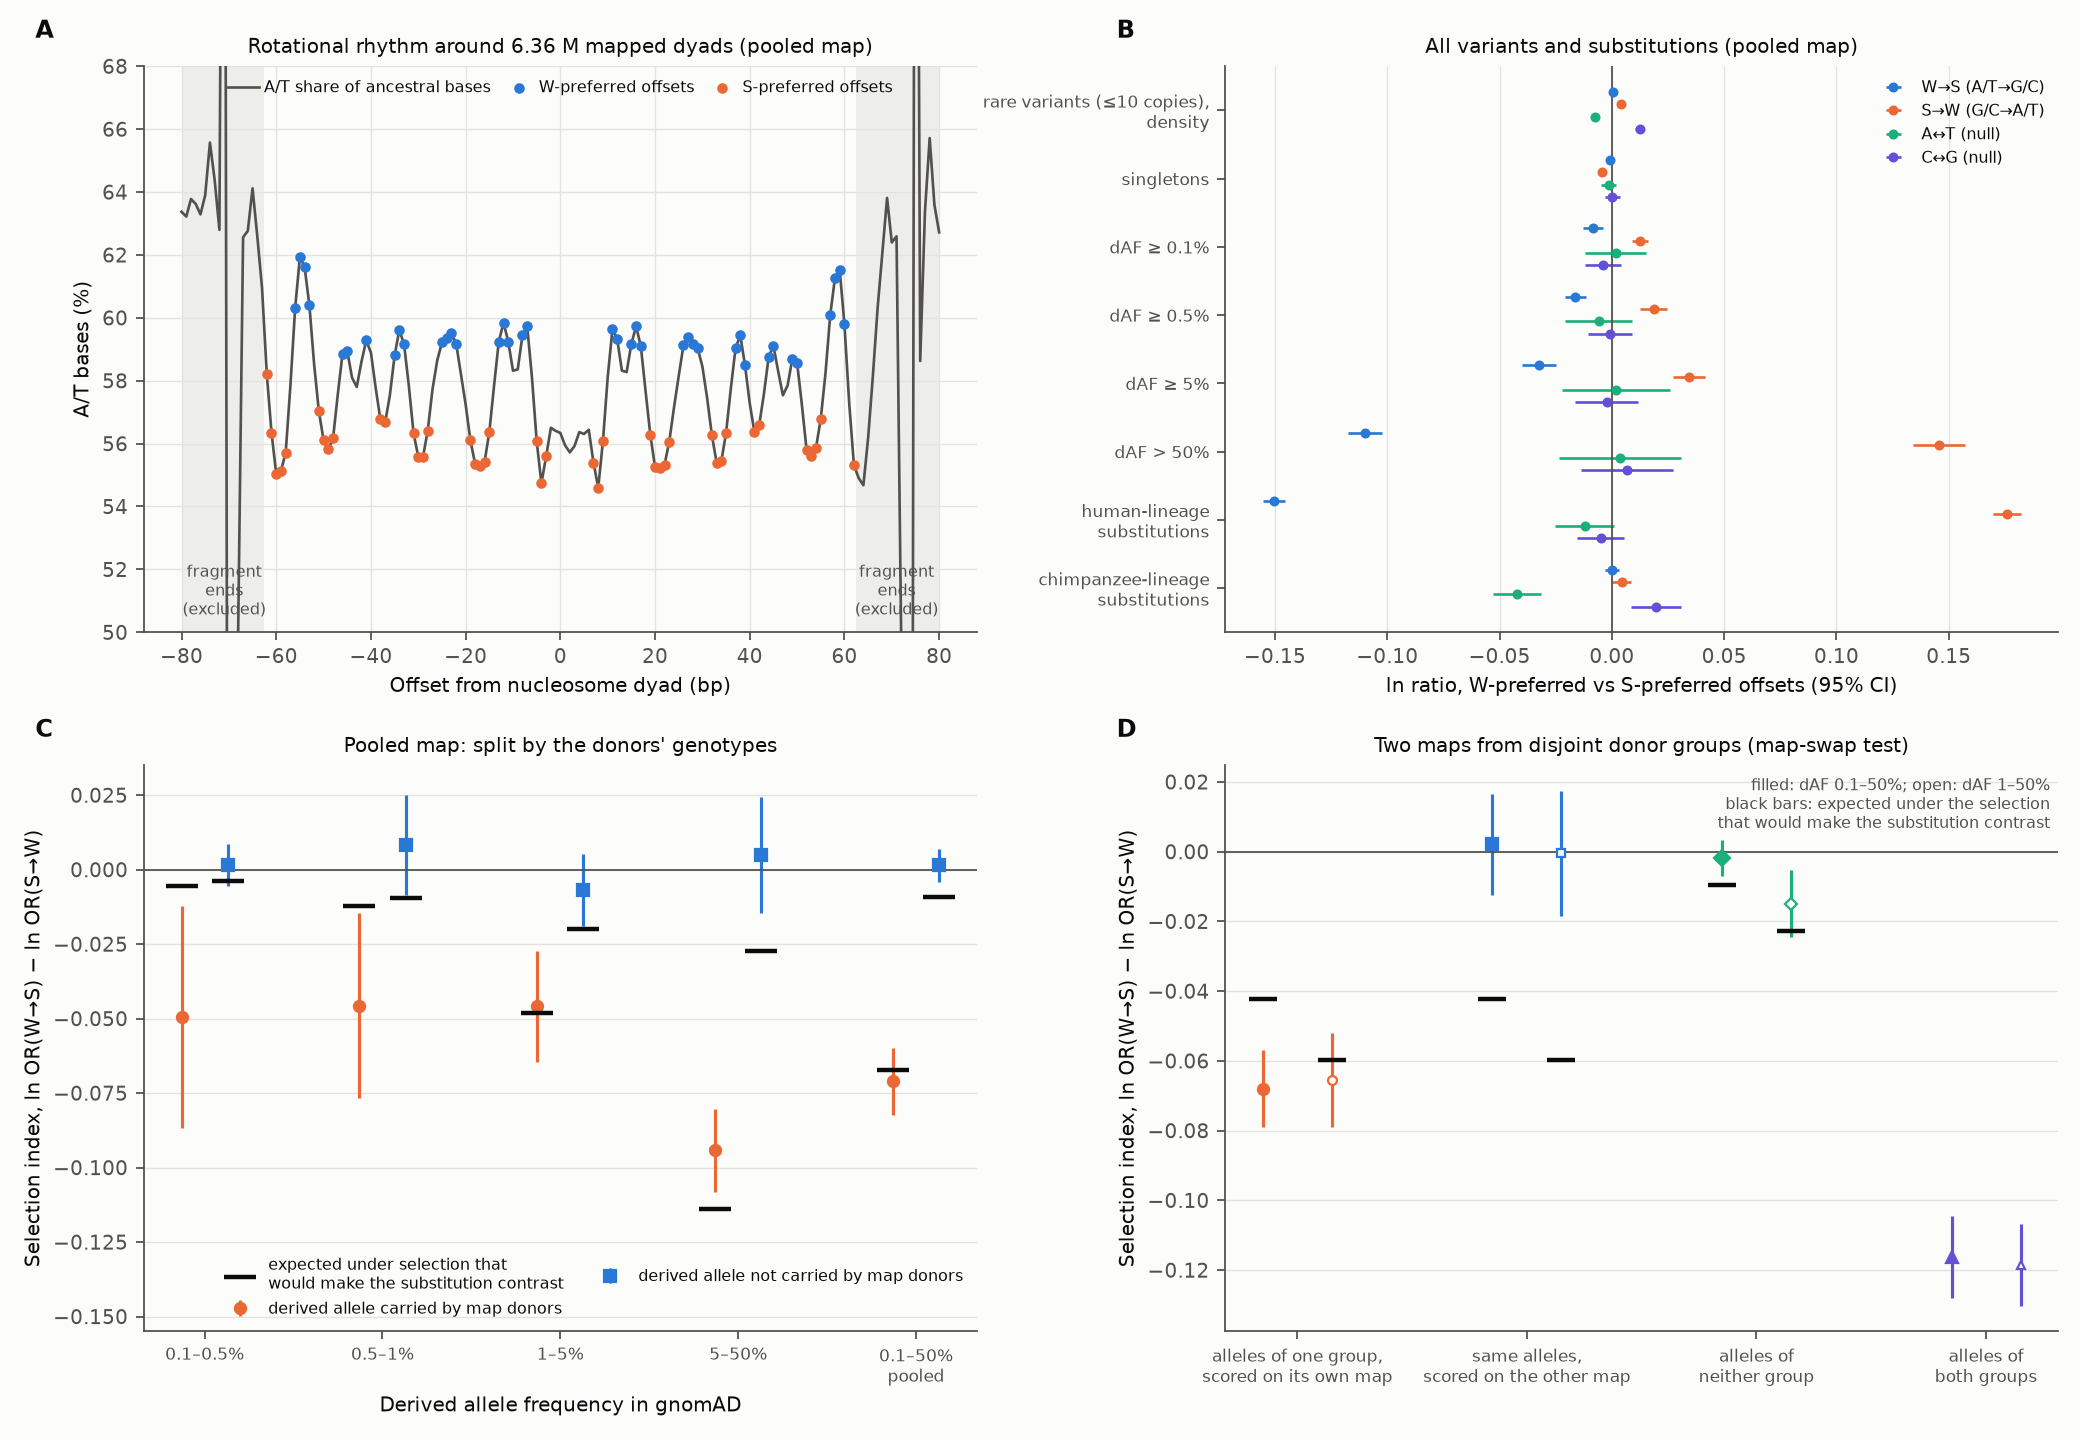 A
Rotational rhythm around 6.36 M mapped dyads (pooled map)
A/T share of ancestral bases
W-preferred offsets
S-preferred offsets
A/T bases (%)
68
66
64
62
60
58
56
54
52
50
fragment
ends
(excluded)
fragment
ends
(excluded)
−80
−60
−40
−20
0
20
40
60
80
Offset from nucleosome dyad (bp)
B
All variants and substitutions (pooled map)
W→S (A/T→G/C)
S→W (G/C→A/T)
A↔T (null)
C↔G (null)
rare variants (≤10 copies),
density
singletons
dAF ≥ 0.1%
dAF ≥ 0.5%
dAF ≥ 5%
dAF > 50%
human-lineage
substitutions
chimpanzee-lineage
substitutions
−0.15
−0.10
−0.05
0.00
0.05
0.10
0.15
ln ratio, W-preferred vs S-preferred offsets (95% CI)
C
Pooled map: split by the donors' genotypes
Selection index, ln OR(W→S) − ln OR(S→W)
0.025
0.000
−0.025
−0.050
−0.075
−0.100
−0.125
−0.150
expected under selection that
would make the substitution contrast
derived allele carried by map donors
derived allele not carried by map donors
0.1–0.5%
0.5–1%
1–5%
5–50%
0.1–50%
pooled
Derived allele frequency in gnomAD
D
Two maps from disjoint donor groups (map-swap test)
filled: dAF 0.1–50%; open: dAF 1–50%
black bars: expected under the selection
that would make the substitution contrast
Selection index, ln OR(W→S) − ln OR(S→W)
0.02
0.00
−0.02
−0.04
−0.06
−0.08
−0.10
−0.12
alleles of one group,
scored on its own map
same alleles,
scored on the other map
alleles of
neither group
alleles of
both groups